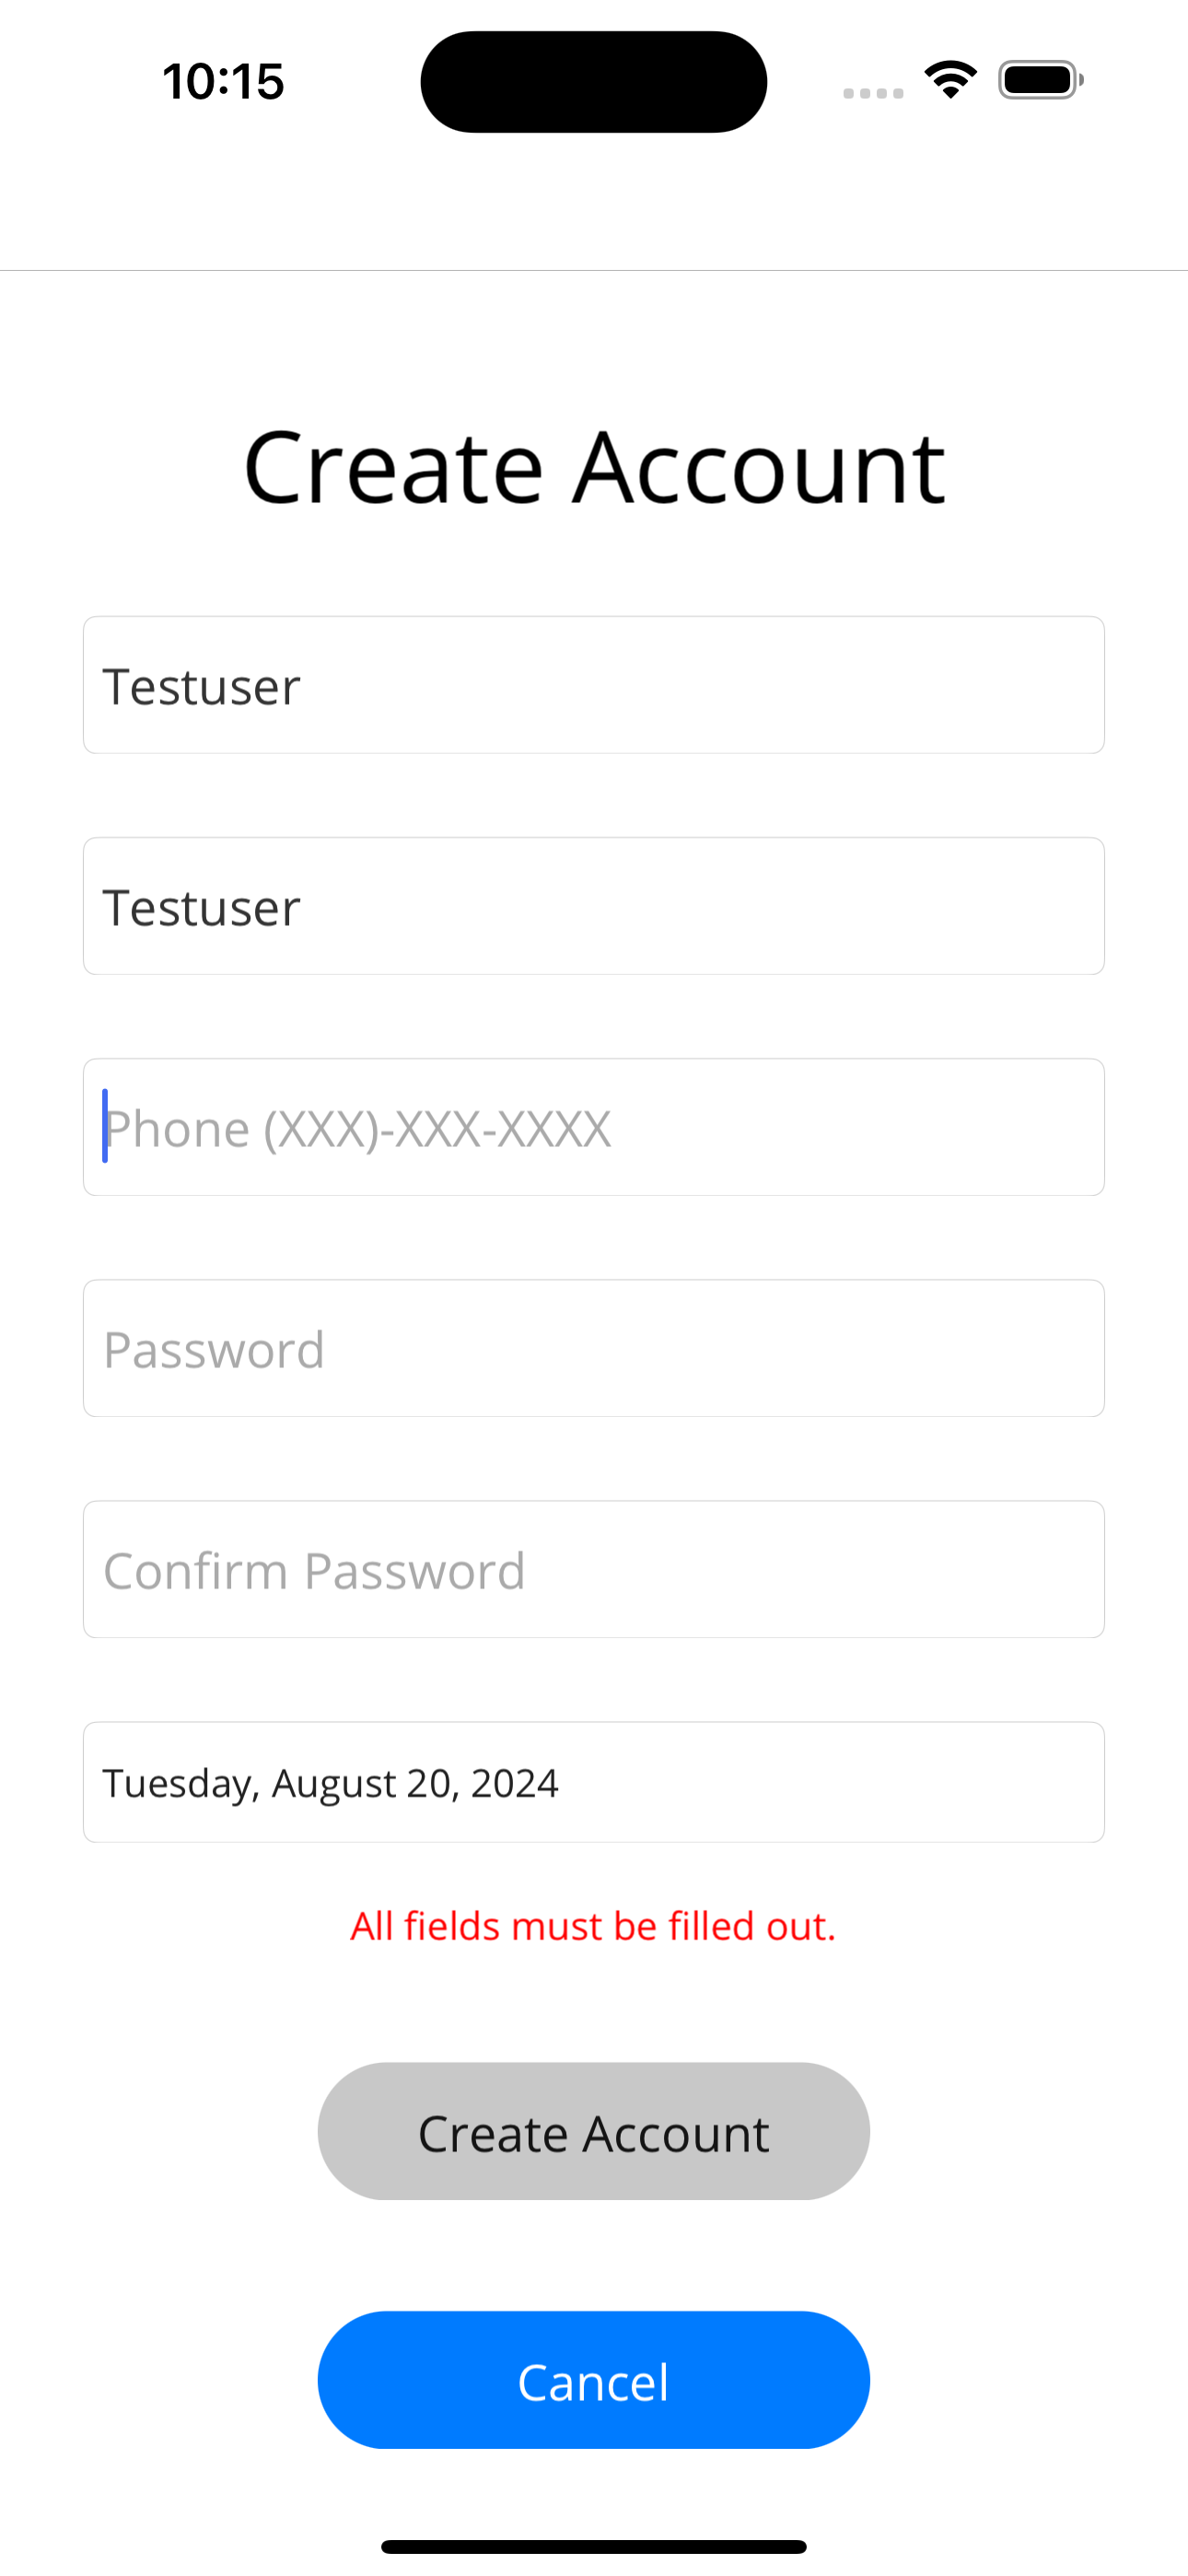 10:15
Create Account
Testuser
Testuser
Phone (XXX)-XXX-XXXX
Password
Confirm Password
Tuesday, August 20, 2024
All fields must be filled out.
Create Account
Cancel